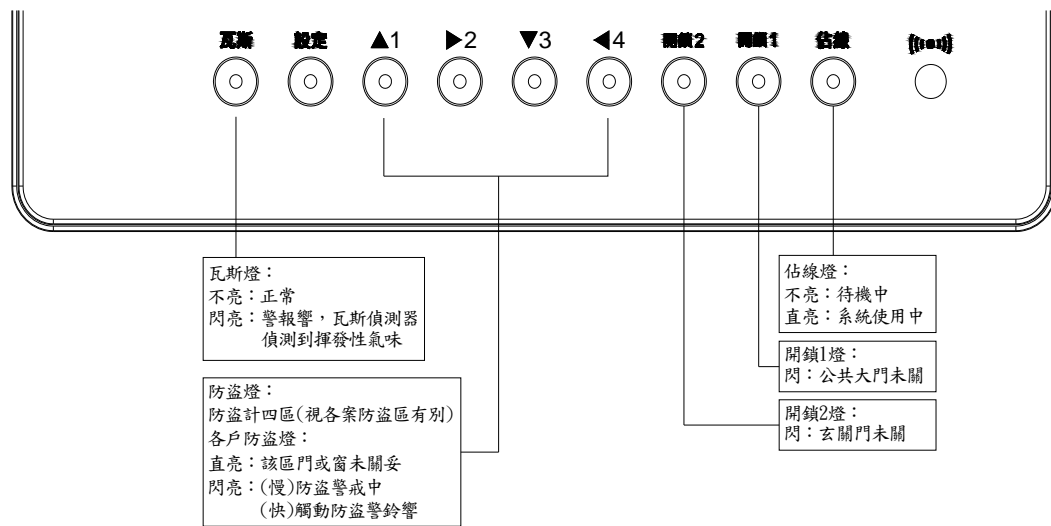 瓦斯 設定 ▲1 ▶2 ▼3 ◀4 開鎖2 開鎖1 佔線
瓦斯燈：
不亮：正常
閃亮：警報響，瓦斯偵測器
偵測到揮發性氣味
防盜燈：
防盜計四區(視各案防盜區有別)
各戶防盜燈：
直亮：該區門或窗未關妥
閃亮：(慢)防盜警戒中
(快)觸動防盜警鈴響
佔線燈：
不亮：待機中
直亮：系統使用中
開鎖1燈：
閃：公共大門未關
開鎖2燈：
閃：玄關門未關